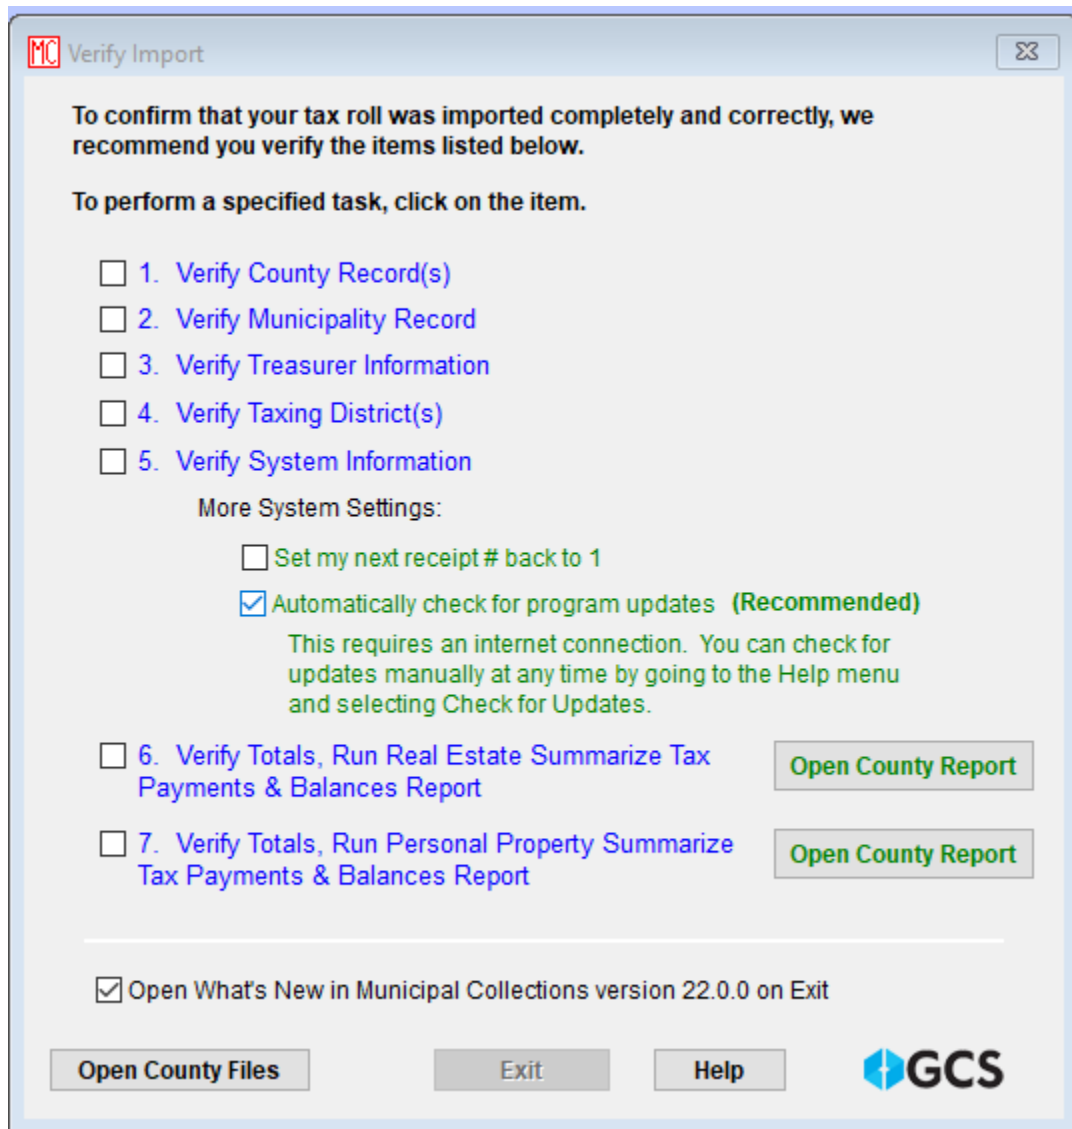 MC Verify Import
To confirm that your tax roll was imported completely and correctly, we
recommend you verify the items listed below.
To perform a specified task, click on the item.
1. Verify County Record(s)
2. Verify Municipality Record
3. Verify Treasurer Information
4. Verify Taxing District(s)
5. Verify System Information
More System Settings:
Set my next receipt # back to 1
Automatically check for program updates (Recommended)
This requires an internet connection. You can check for
updates manually at any time by going to the Help menu
and selecting Check for Updates.
6. Verify Totals, Run Real Estate Summarize Tax
Payments & Balances Report
Open County Report
7. Verify Totals, Run Personal Property Summarize
Tax Payments & Balances Report
Open County Report
Open What's New in Municipal Collections version 22.0.0 on Exit
Open County Files Exit Help GCS